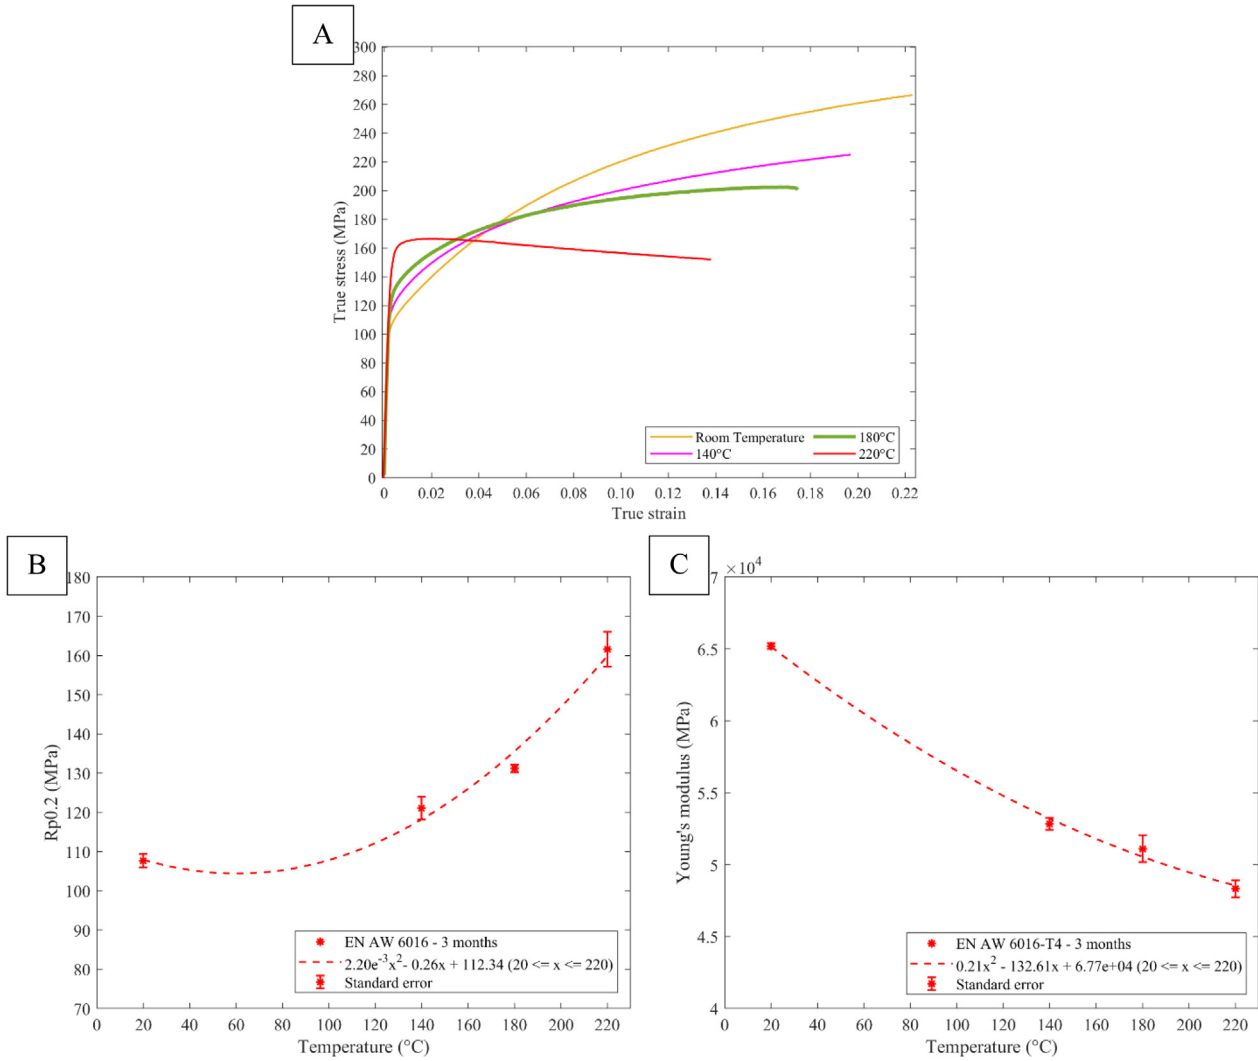 A
300
280
260
240
220
200
180
160
140
120
100
80
60
40
20
0
True stress (MPa)
Room Temperature
140°C
180°C
220°C
0 0.02 0.04 0.06 0.08 0.10 0.12 0.14 0.16 0.18 0.20 0.22
True strain
B
180
170
160
150
140
130
120
110
100
90
80
70
Rp0.2 (MPa)
EN AW 6016 - 3 months
2.20e⁻³x² - 0.26x + 112.34 (20 <= x <= 220)
Standard error
0 20 40 60 80 100 120 140 160 180 200 220
Temperature (°C)
C
7 ×10⁴
6.5
6
5.5
5
4.5
4
Young's modulus (MPa)
EN AW 6016-T4 - 3 months
0.21x² - 132.61x + 6.77e+04 (20 <= x <= 220)
Standard error
0 20 40 60 80 100 120 140 160 180 200 220
Temperature (°C)